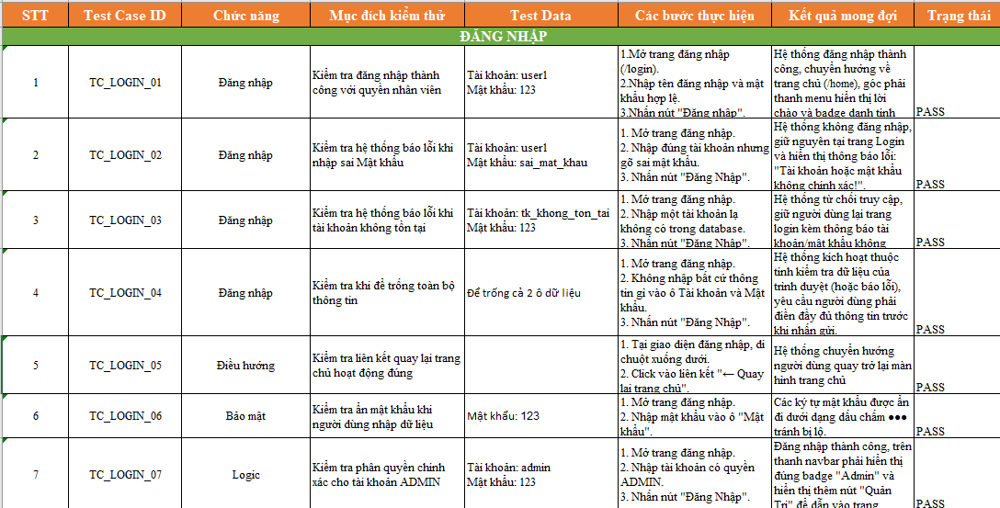 STT Test Case ID Chức năng Mục đích kiểm thử Test Data Các bước thực hiện Kết quả mong đợi Trạng thái
ĐĂNG NHẬP
1
TC_LOGIN_01
Đăng nhập
Kiểm tra đăng nhập thành
công với quyền nhân viên
Tài khoản: user1
Mật khẩu: 123
1.Mở trang đăng nhập
(/login).
2.Nhập tên đăng nhập và mật
khẩu hợp lệ.
3.Nhấn nút "Đăng nhập".
Hệ thống đăng nhập thành
công, chuyển hướng về
trang chủ (/home), góc phải
thanh menu hiển thị lời
chào và badge danh tính
PASS
2
TC_LOGIN_02
Đăng nhập
Kiểm tra hệ thống báo lỗi khi
nhập sai Mật khẩu
Tài khoản: user1
Mật khẩu: sai_mat_khau
1. Mở trang đăng nhập.
2. Nhập đúng tài khoản nhưng
gõ sai mật khẩu.
3. Nhấn nút "Đăng Nhập".
Hệ thống không đăng nhập,
giữ nguyên tại trang Login
và hiển thị thông báo lỗi:
"Tài khoản hoặc mật khẩu
không chính xác!".
PASS
3
TC_LOGIN_03
Đăng nhập
Kiểm tra hệ thống báo lỗi khi
tài khoản không tồn tại
Tài khoản: tk_khong_ton_tai
Mật khẩu: 123
1. Mở trang đăng nhập.
2. Nhập một tài khoản lạ
không có trong database.
3. Nhấn nút "Đăng Nhập".
Hệ thống từ chối truy cập,
giữ người dùng lại trang
login kèm thông báo tài
khoản/mật khẩu không
PASS
4
TC_LOGIN_04
Đăng nhập
Kiểm tra khi để trống toàn bộ
thông tin
Để trống cả 2 ô dữ liệu
1. Mở trang đăng nhập.
2. Không nhập bất cứ thông
tin gì vào ô Tài khoản và Mật
khẩu.
3. Nhấn nút "Đăng Nhập".
Hệ thống kích hoạt thuộc
tính kiểm tra dữ liệu của
trình duyệt (hoặc báo lỗi),
yêu cầu người dùng phải
điền đầy đủ thông tin trước
khi nhấn gửi.
PASS
5
TC_LOGIN_05
Điều hướng
Kiểm tra liên kết quay lại trang
chủ hoạt động đúng
1. Tại giao diện đăng nhập, di
chuột xuống dưới.
2. Click vào liên kết "← Quay
lại trang chủ".
Hệ thống chuyển hướng
người dùng quay trở lại màn
hình trang chủ
PASS
6
TC_LOGIN_06
Bảo mật
Kiểm tra ẩn mật khẩu khi
người dùng nhập dữ liệu
Mật khẩu: 123
1. Mở trang đăng nhập.
2. Nhập mật khẩu vào ô "Mật
khẩu".
Các ký tự mật khẩu được ẩn
đi dưới dạng dấu chấm ●●●
tránh bị lộ.
PASS
7
TC_LOGIN_07
Logic
Kiểm tra phân quyền chính
xác cho tài khoản ADMIN
Tài khoản: admin
Mật khẩu: 123
1. Mở trang đăng nhập.
2. Nhập tài khoản có quyền
ADMIN.
3. Nhấn nút "Đăng Nhập".
Đăng nhập thành công, trên
thanh navbar phải hiển thị
đúng badge "Admin" và
hiển thị thêm nút "Quản
Trị" để dẫn vào trang
PASS